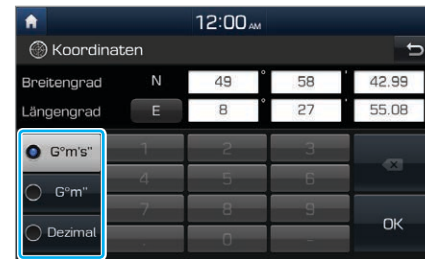 12:00 AM
Koordinaten
Breitengrad N 49 ° 58 ' 42.99
Längengrad E 8 ° 27 ' 55.08
G°m's" 1 2 3
G°m" 4 5 6
7 8 9
Dezimal . 0 - OK